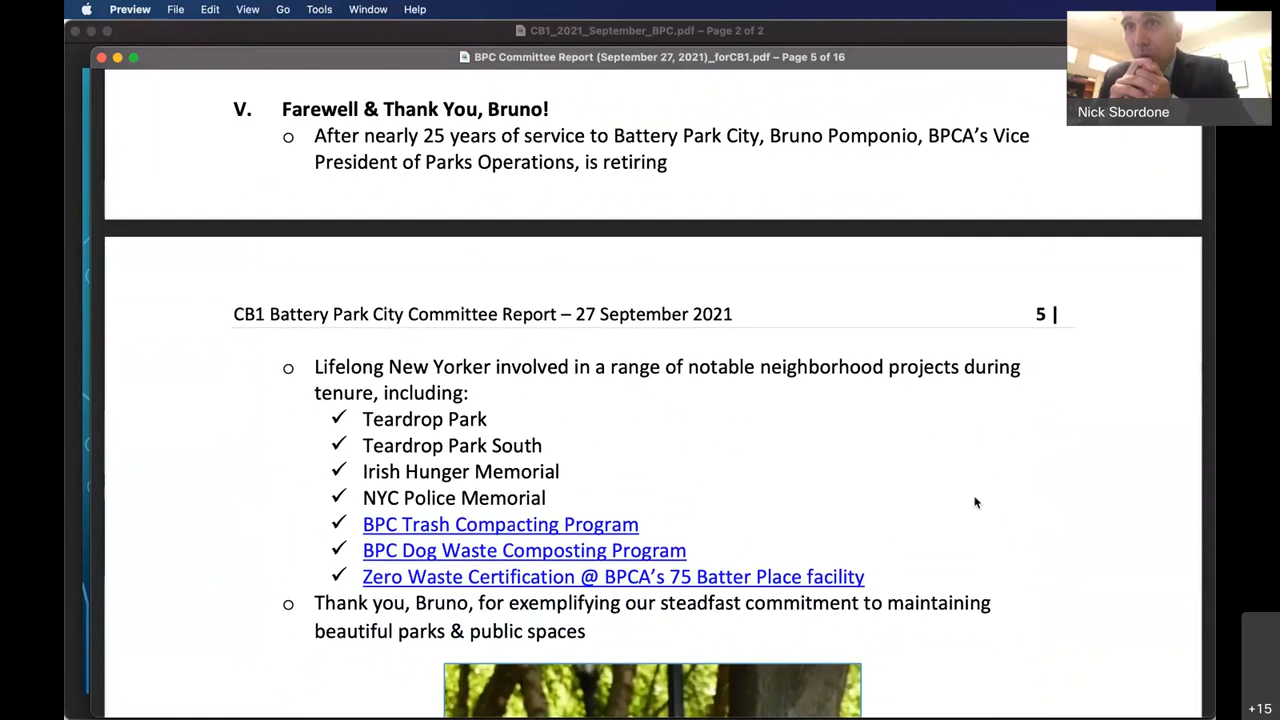 Preview File Edit View Go Tools Window Help
CB1_2021_September_BPC.pdf – Page 2 of 2
BPC Committee Report (September 27, 2021)_forCB1.pdf – Page 5 of 16
Nick Sbordone
V. Farewell & Thank You, Bruno!
o After nearly 25 years of service to Battery Park City, Bruno Pomponio, BPCA’s Vice
President of Parks Operations, is retiring
CB1 Battery Park City Committee Report – 27 September 2021 5 |
o Lifelong New Yorker involved in a range of notable neighborhood projects during
tenure, including:
✓ Teardrop Park
✓ Teardrop Park South
✓ Irish Hunger Memorial
✓ NYC Police Memorial
✓ BPC Trash Compacting Program
✓ BPC Dog Waste Composting Program
✓ Zero Waste Certification @ BPCA’s 75 Batter Place facility
o Thank you, Bruno, for exemplifying our steadfast commitment to maintaining
beautiful parks & public spaces
+15